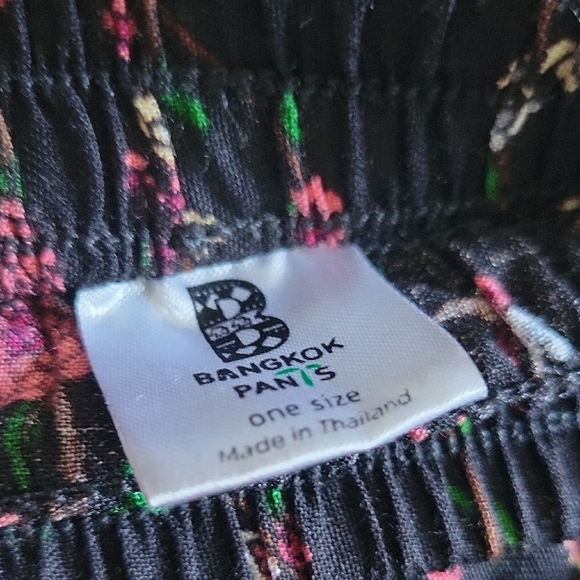 B
BANGKOK
PANTS
one size
Made in Thailand